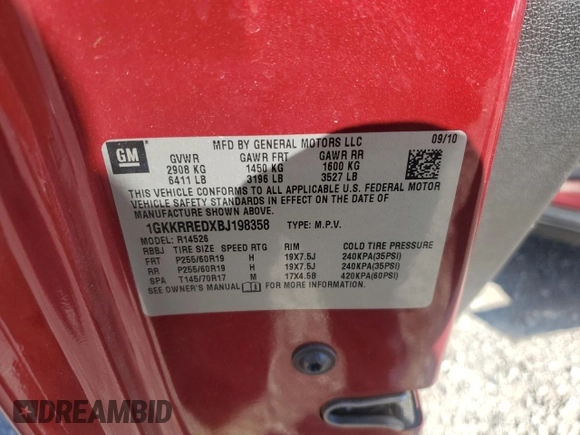 GM
MFD BY GENERAL MOTORS LLC 09/10
GVWR GAWR FRT GAWR RR
2908 KG 1450 KG 1600 KG
6411 LB 3196 LB 3527 LB
THIS VEHICLE CONFORMS TO ALL APPLICABLE U.S. FEDERAL MOTOR
VEHICLE SAFETY STANDARDS IN EFFECT ON THE DATE OF
MANUFACTURE SHOWN ABOVE.
1GKKRREDXBJ198358 TYPE: M.P.V.
MODEL: R14526
RBBJ TIRE SIZE SPEED RTG RIM COLD TIRE PRESSURE
FRT P255/60R19 H 19X7.5J 240KPA(35PSI)
RR P255/60R19 H 19X7.5J 240KPA(35PSI)
SPA T145/70R17 M 17X4.5B 420KPA(60PSI)
SEE OWNER'S MANUAL FOR MORE INFORMATION.
DREAMBID